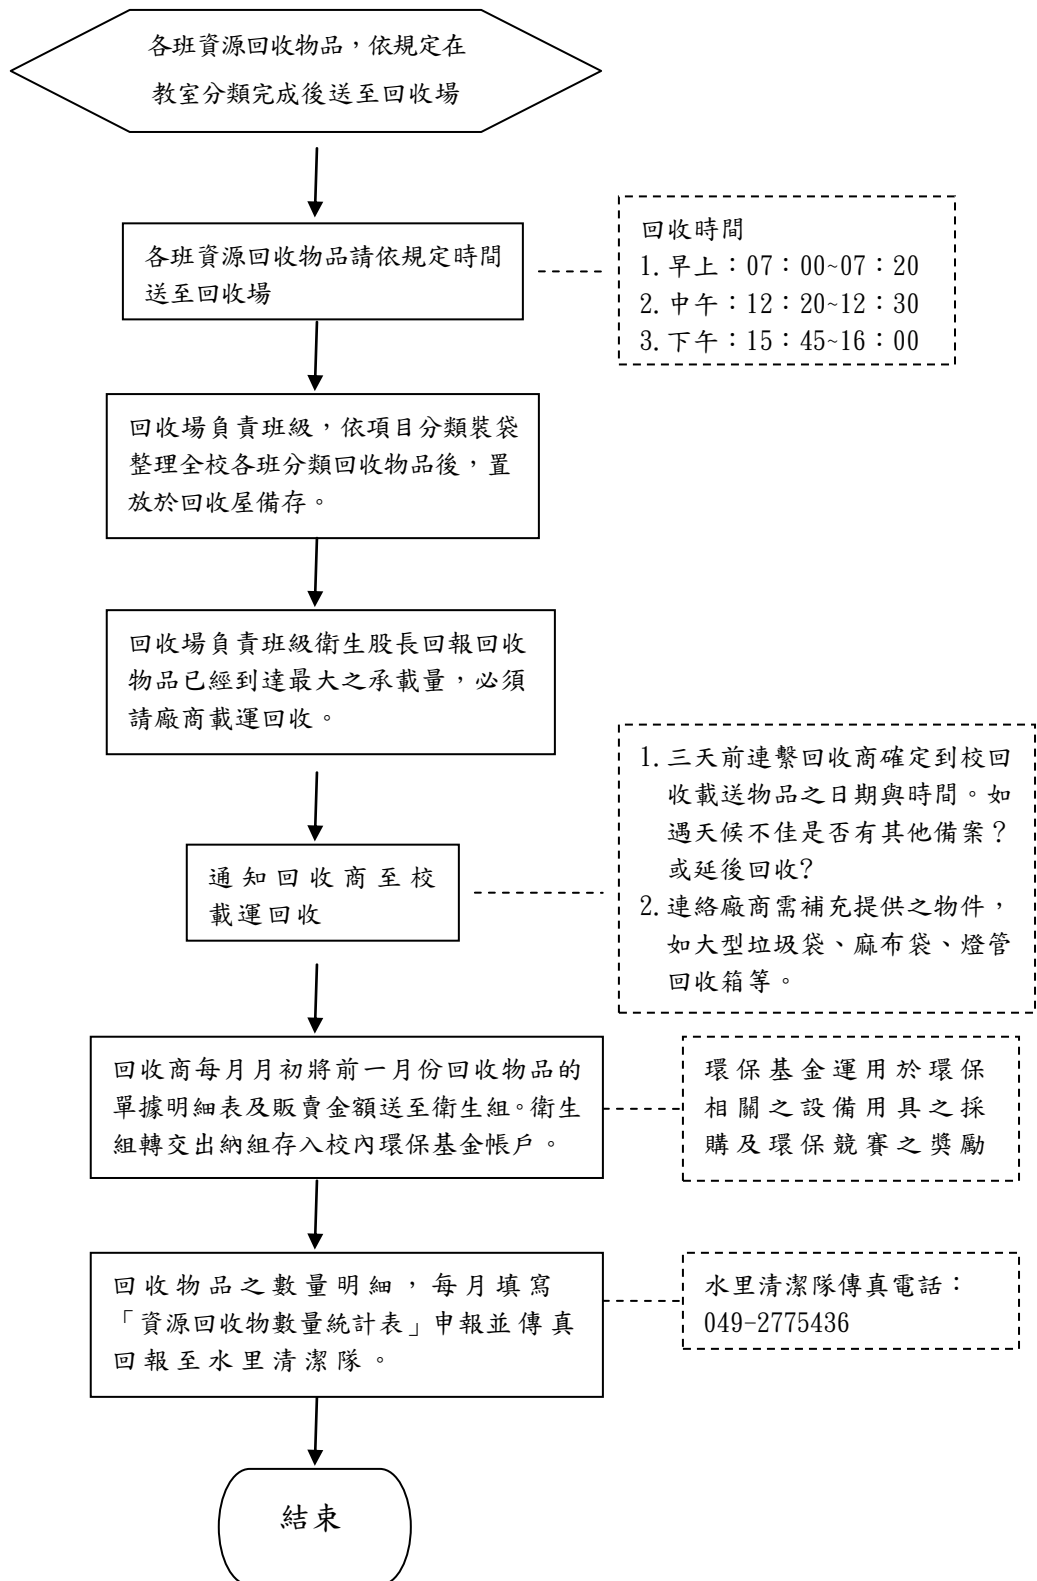 各班資源回收物品，依規定在
教室分類完成後送至回收場
各班資源回收物品請依規定時間
送至回收場
回收時間
1.早上：07：00~07：20
2.中午：12：20~12：30
3.下午：15：45~16：00
回收場負責班級，依項目分類裝袋
整理全校各班分類回收物品後，置
放於回收屋備存。
回收場負責班級衛生股長回報回收
物品已經到達最大之承載量，必須
請廠商載運回收。
通知回收商至校
載運回收
1.三天前連繫回收商確定到校回
收載送物品之日期與時間。如
遇天候不佳是否有其他備案？
或延後回收?
2.連絡廠商需補充提供之物件，
如大型垃圾袋、麻布袋、燈管
回收箱等。
回收商每月月初將前一月份回收物品的
單據明細表及販賣金額送至衛生組。衛生
組轉交出納組存入校內環保基金帳戶。
環保基金運用於環保
相關之設備用具之採
購及環保競賽之獎勵
回收物品之數量明細，每月填寫
「資源回收物數量統計表」申報並傳真
回報至水里清潔隊。
水里清潔隊傳真電話：
049-2775436
結束